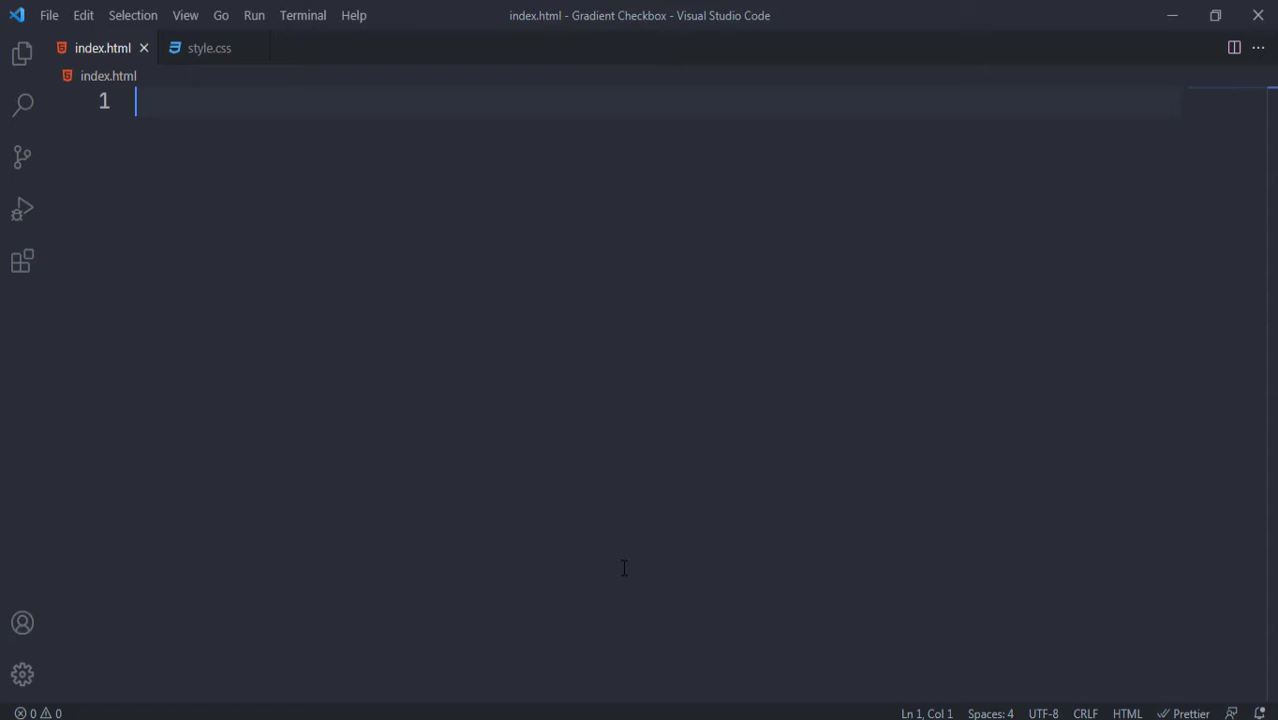 File Edit Selection View Go Run Terminal Help index.html - Gradient Checkbox - Visual Studio Code
index.html style.css
index.html
1
0 0 Ln 1, Col 1 Spaces: 4 UTF-8 CRLF HTML Prettier